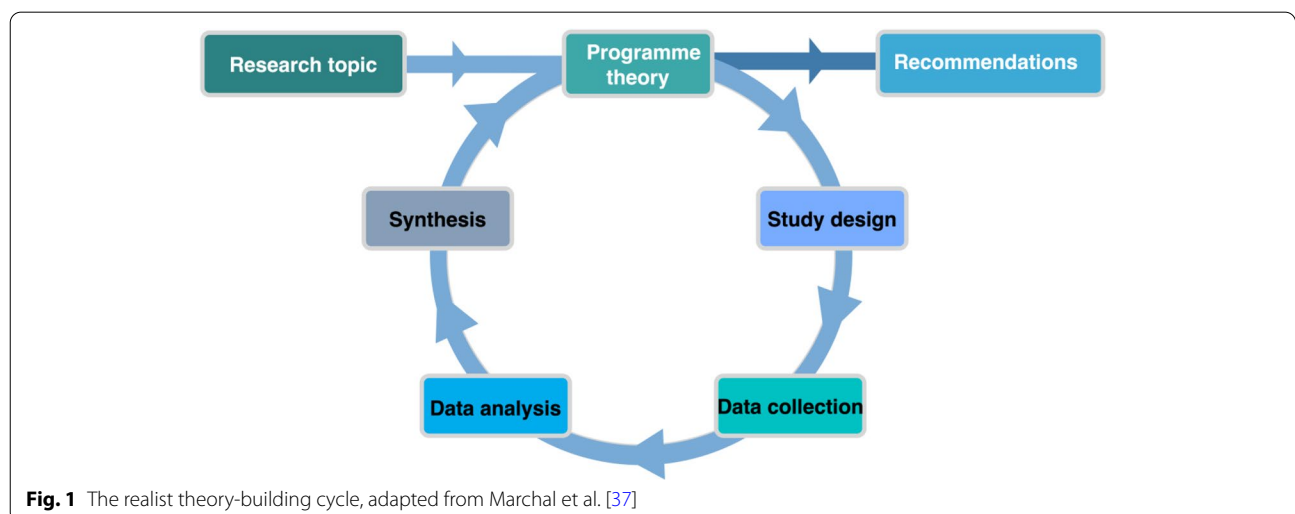 Research topic
Programme
theory
Recommendations
Synthesis
Study design
Data analysis
Data collection
Fig. 1 The realist theory-building cycle, adapted from Marchal et al. [37]